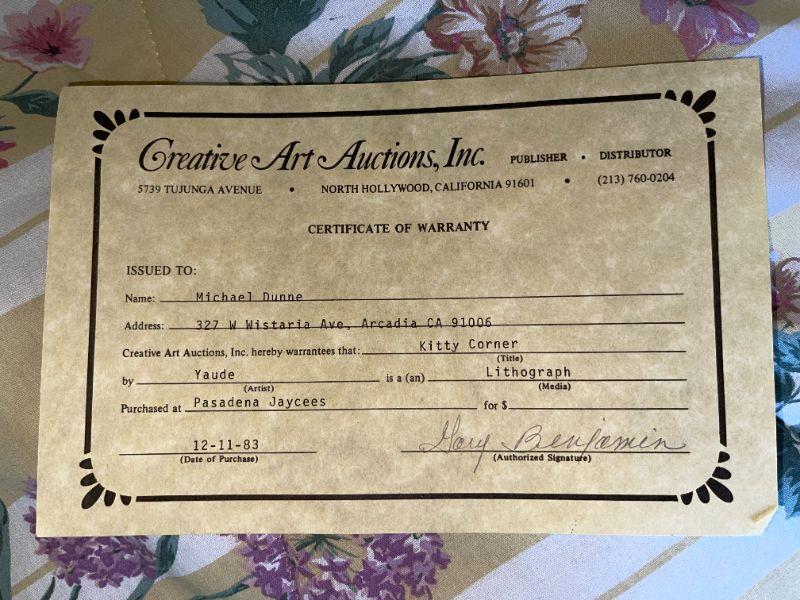 Creative Art Auctions, Inc. PUBLISHER • DISTRIBUTOR
5739 TUJUNGA AVENUE • NORTH HOLLYWOOD, CALIFORNIA 91601 • (213) 760-0204
CERTIFICATE OF WARRANTY
ISSUED TO:
Name: Michael Dunne
Address: 327 W Wistaria Ave, Arcadia CA 91006
Creative Art Auctions, Inc. hereby warrantees that: Kitty Corner
(Title)
by Yaude is a (an) Lithograph
(Artist) (Media)
Purchased at Pasadena Jaycees for $
12-11-83 Gary Benjamin
(Date of Purchase) (Authorized Signature)